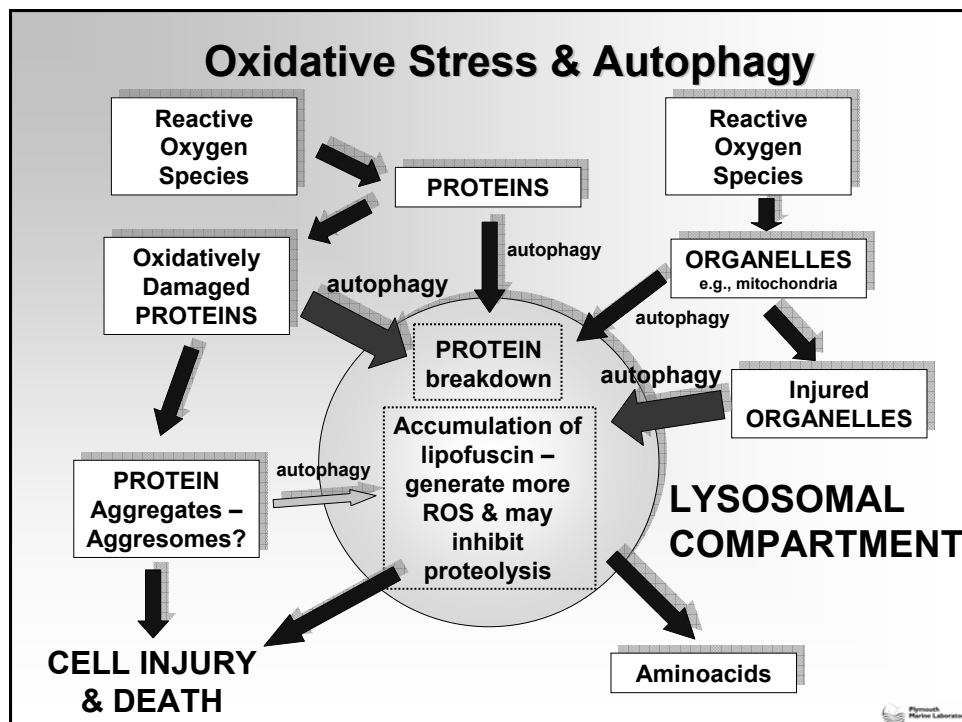 Oxidative Stress & Autophagy
Reactive
Oxygen
Species
Reactive
Oxygen
Species
PROTEINS
autophagy
Oxidatively
Damaged
PROTEINS
autophagy
ORGANELLES
e.g., mitochondria
autophagy
PROTEIN
breakdown
autophagy
Injured
ORGANELLES
Accumulation of
lipofuscin –
generate more
ROS & may
inhibit
proteolysis
autophagy
PROTEIN
Aggregates –
Aggresomes?
LYSOSOMAL
COMPARTMENT
CELL INJURY
& DEATH
Aminoacids
Plymouth
Marine Laborato